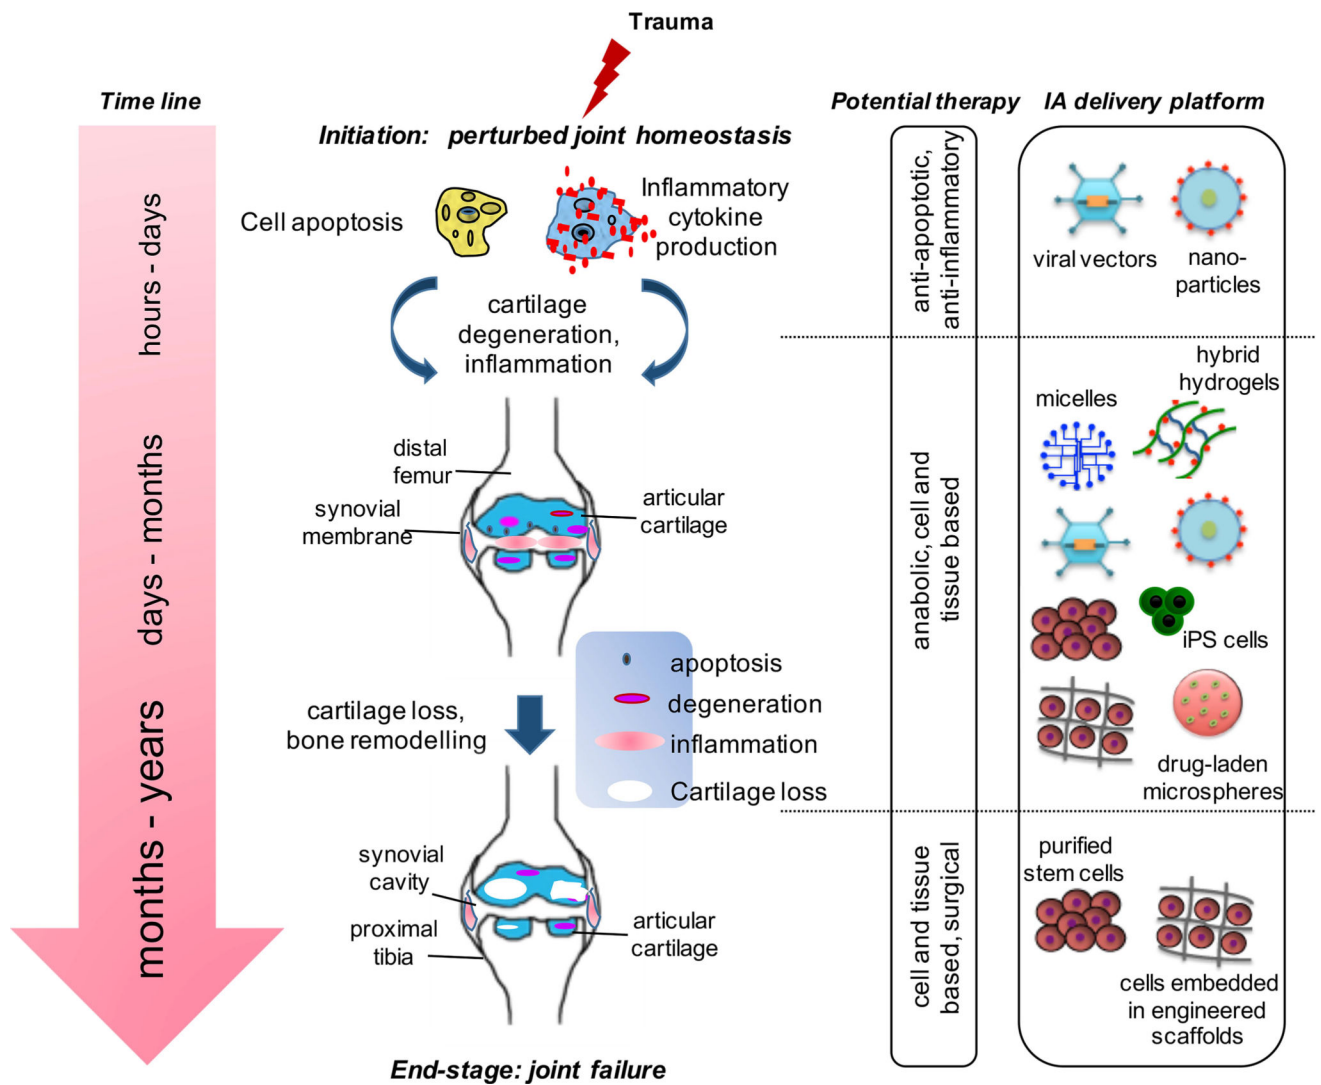 Trauma
Time line
Potential therapy
IA delivery platform
Initiation: perturbed joint homeostasis
hours - days
days - months
months - years
Cell apoptosis
Inflammatory
cytokine
production
cartilage
degeneration,
inflammation
distal
femur
synovial
membrane
articular
cartilage
apoptosis
degeneration
inflammation
Cartilage loss
cartilage loss,
bone remodelling
synovial
cavity
proximal
tibia
articular
cartilage
End-stage: joint failure
anti-apoptotic,
anti-inflammatory
anabolic, cell and
tissue based
cell and tissue
based, surgical
viral vectors
nano-
particles
hybrid
hydrogels
micelles
iPS cells
drug-laden
microspheres
purified
stem cells
cells embedded
in engineered
scaffolds